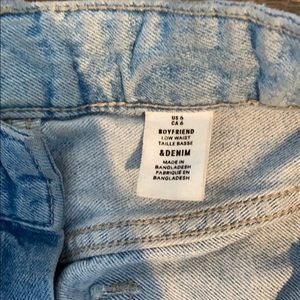 US 6
CA 6
BOYFRIEND
LOW WAIST
TAILLE BASSE
&DENIM
MADE IN
BANGLADESH
FABRIQUÉ EN
BANGLADESH